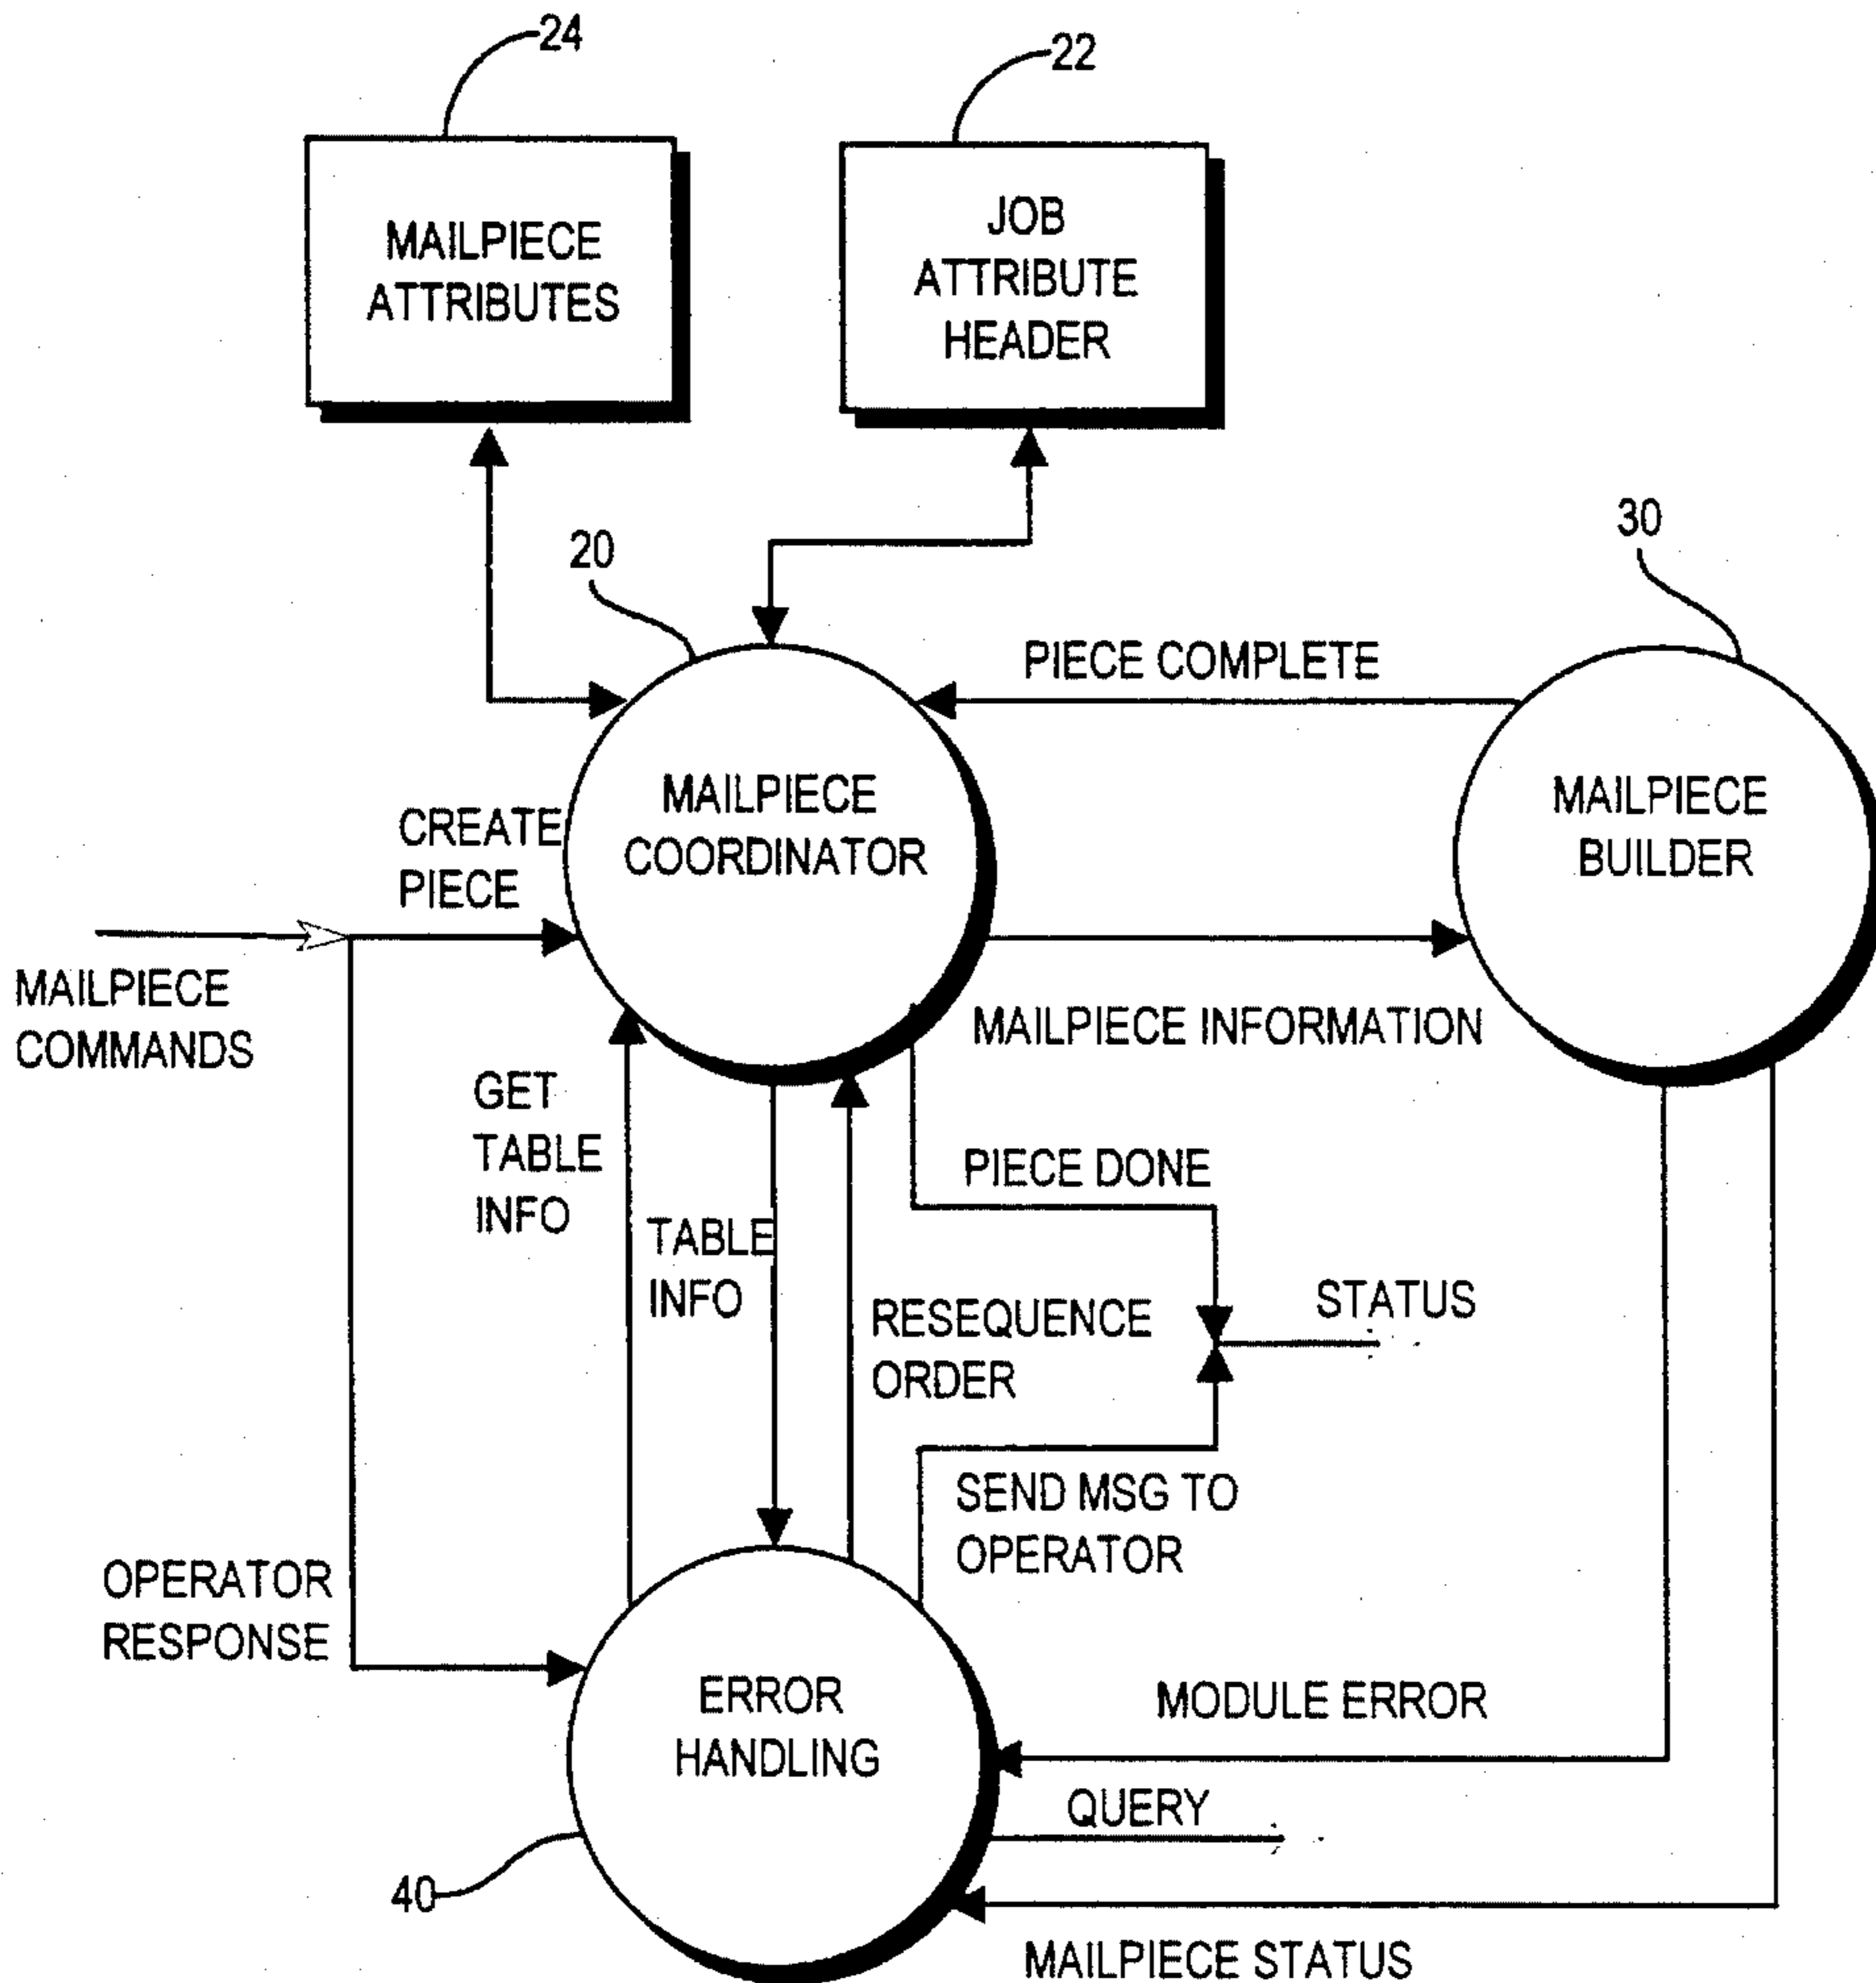 24
22
MAILPIECE
ATTRIBUTES
JOB
ATTRIBUTE
HEADER
20
30
PIECE COMPLETE
MAILPIECE
COORDINATOR
MAILPIECE
BUILDER
CREATE
PIECE
MAILPIECE
COMMANDS
MAILPIECE INFORMATION
GET
TABLE
INFO
PIECE DONE
TABLE
INFO
STATUS
RESEQUENCE
ORDER
SEND MSG TO
OPERATOR
OPERATOR
RESPONSE
ERROR
HANDLING
MODULE ERROR
QUERY
40
MAILPIECE STATUS